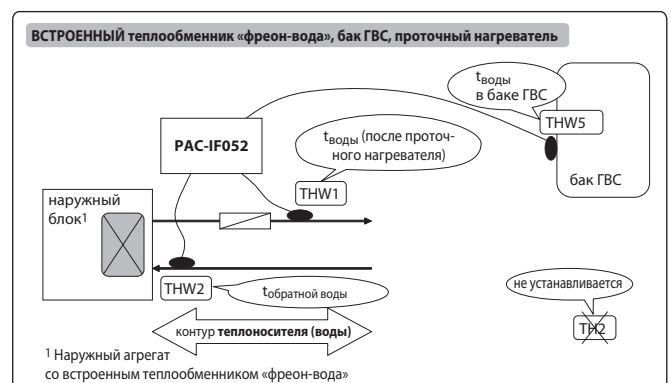 ВСТРОЕННЫЙ теплообменник «фреон-вода», бак ГВС, проточный нагреватель
tводы
в баке ГВС
THW5
PAC-IF052
tводы (после проточ-
ного нагревателя)
THW1
бак ГВС
наружный
блок1
THW2
tобратной воды
не устанавливается
TH2
контур теплоносителя (воды)
1 Наружный агрегат
со встроенным теплообменником «фреон-вода»